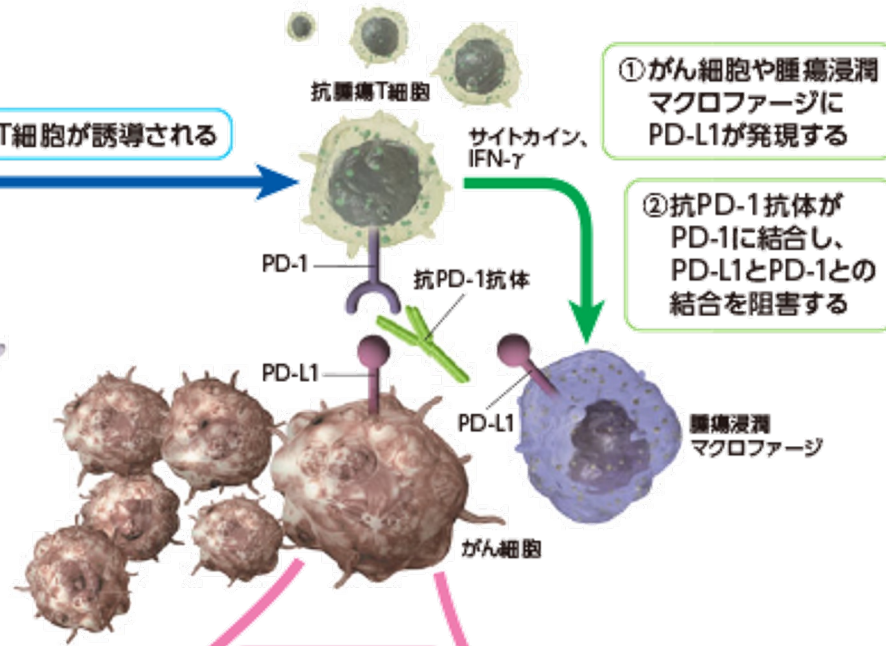 抗腫瘍T細胞
T細胞が誘導される
サイトカイン、
IFN-γ
①がん細胞や腫瘍浸潤
マクロファージに
PD-L1が発現する
②抗PD-1抗体が
PD-1に結合し、
PD-L1とPD-1との
結合を阻害する
PD-1
抗PD-1抗体
PD-L1
PD-L1
腫瘍浸潤
マクロファージ
がん細胞